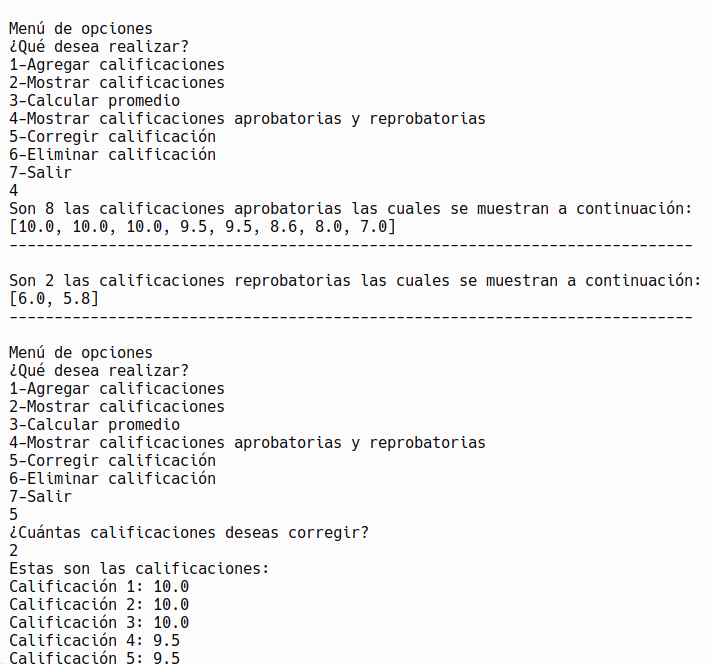 Menú de opciones
¿Qué desea realizar?
1-Agregar calificaciones
2-Mostrar calificaciones
3-Calcular promedio
4-Mostrar calificaciones aprobatorias y reprobatorias
5-Corregir calificación
6-Eliminar calificación
7-Salir
4
Son 8 las calificaciones aprobatorias las cuales se muestran a continuación:
[10.0, 10.0, 10.0, 9.5, 9.5, 8.6, 8.0, 7.0]
----------------------------------------------------------------------------
Son 2 las calificaciones reprobatorias las cuales se muestran a continuación:
[6.0, 5.8]
----------------------------------------------------------------------------
Menú de opciones
¿Qué desea realizar?
1-Agregar calificaciones
2-Mostrar calificaciones
3-Calcular promedio
4-Mostrar calificaciones aprobatorias y reprobatorias
5-Corregir calificación
6-Eliminar calificación
7-Salir
5
¿Cuántas calificaciones deseas corregir?
2
Estas son las calificaciones:
Calificación 1: 10.0
Calificación 2: 10.0
Calificación 3: 10.0
Calificación 4: 9.5
Calificación 5: 9.5